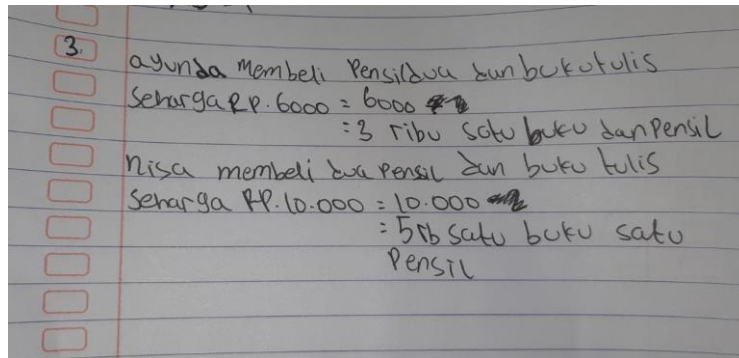 3. ayunda membeli Pensil dua dan buku tulis
seharga RP. 6000 = 6000
= 3 ribu satu buku dan Pensil
nisa membeli dua Pensil dan buku tulis
seharga RP. 10.000 = 10.000
= 5 rb satu buku satu
Pensil